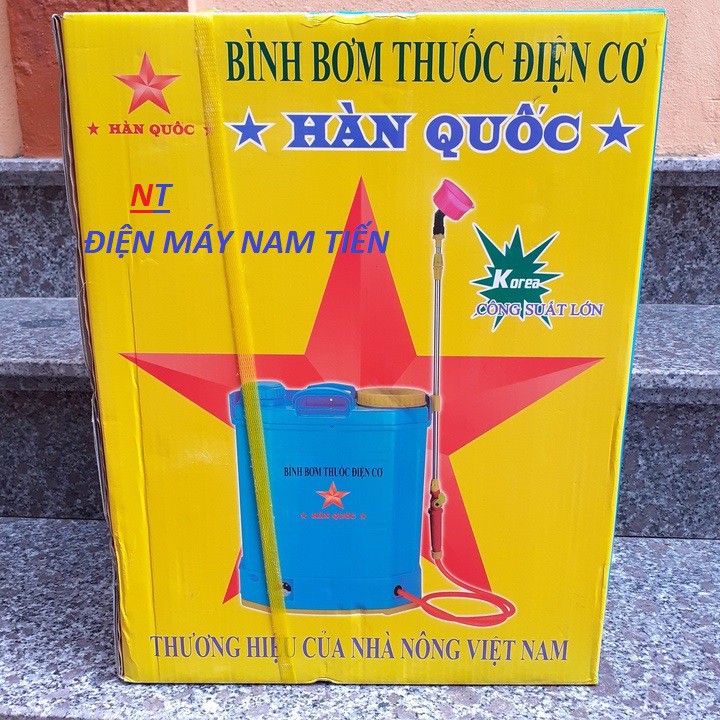 BÌNH BƠM THUỐC ĐIỆN CƠ
★ HÀN QUỐC ★
★ HÀN QUỐC ★
NT
ĐIỆN MÁY NAM TIẾN
Korea
CÔNG SUẤT LỚN
BÌNH BƠM THUỐC ĐIỆN CƠ
★ HÀN QUỐC ★
THƯƠNG HIỆU CỦA NHÀ NÔNG VIỆT NAM